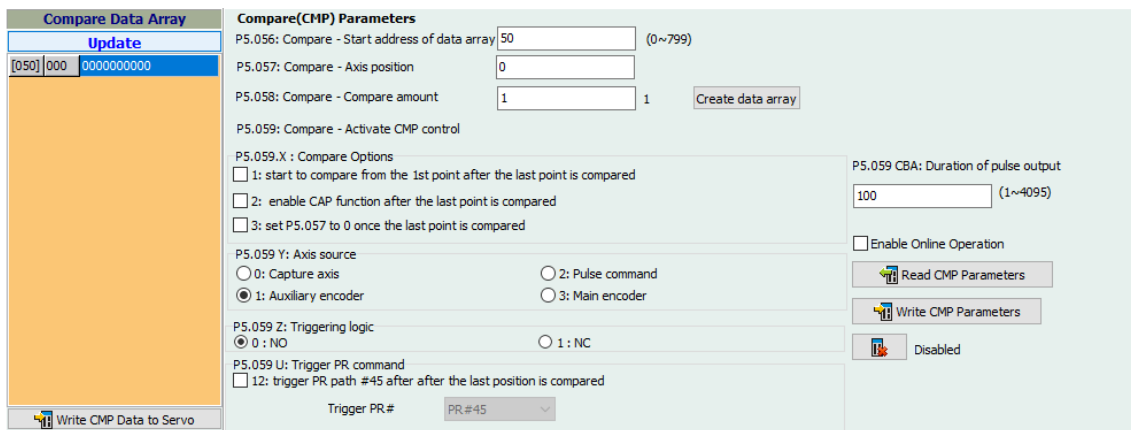 Compare Data Array
Update
[050] 000 0000000000
Write CMP Data to Servo
Compare(CMP) Parameters
P5.056: Compare - Start address of data array 50 (0~799)
P5.057: Compare - Axis position 0
P5.058: Compare - Compare amount 1 1 Create data array
P5.059: Compare - Activate CMP control
P5.059.X : Compare Options
1: start to compare from the 1st point after the last point is compared
2: enable CAP function after the last point is compared
3: set P5.057 to 0 once the last point is compared
P5.059 Y: Axis source
0: Capture axis 2: Pulse command
1: Auxiliary encoder 3: Main encoder
P5.059 Z: Triggering logic
0 : NO 1 : NC
P5.059 U: Trigger PR command
12: trigger PR path #45 after after the last position is compared
Trigger PR# PR#45
P5.059 CBA: Duration of pulse output
100 (1~4095)
Enable Online Operation
Read CMP Parameters
Write CMP Parameters
Disabled